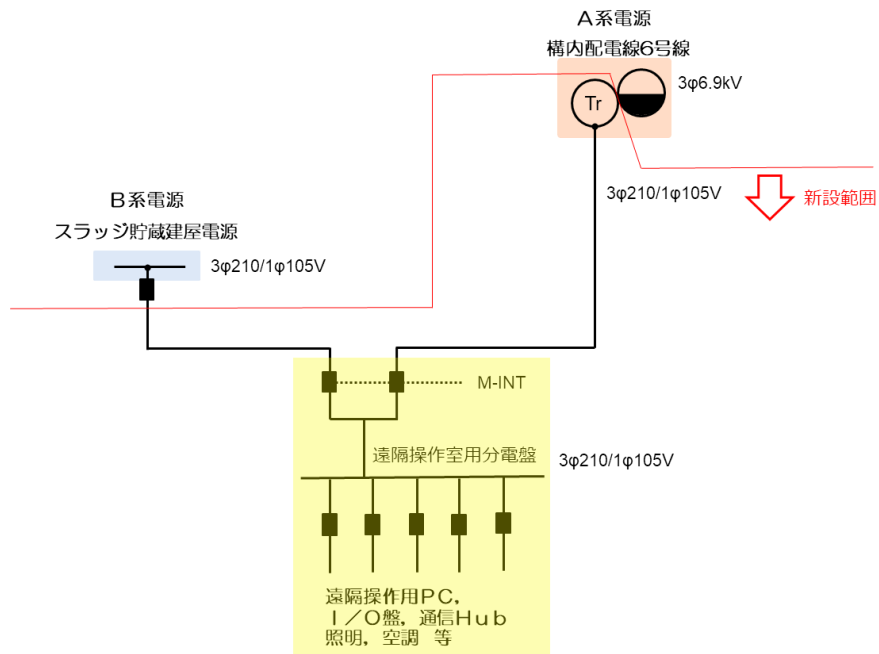 A系電源
構内配電線6号線
Tr
3φ6.9kV
3φ210/1φ105V
新設範囲
B系電源
スラッジ貯蔵建屋電源
3φ210/1φ105V
M-INT
遠隔操作室用分電盤
3φ210/1φ105V
遠隔操作用PC,
I/O盤, 通信Hub
照明, 空調 等